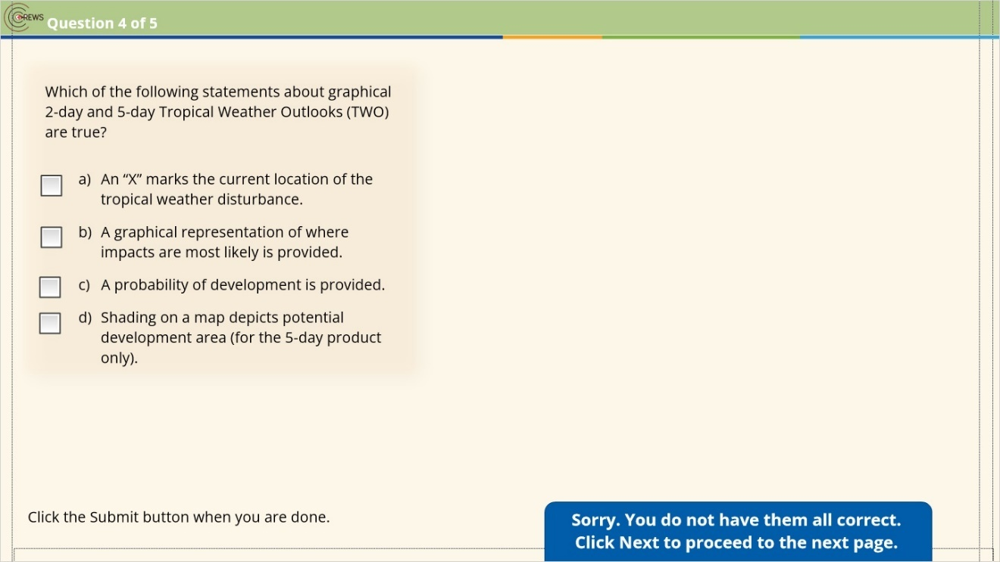 CREWS
Question 4 of 5
Which of the following statements about graphical
2-day and 5-day Tropical Weather Outlooks (TWO)
are true?
a) An “X” marks the current location of the
tropical weather disturbance.
b) A graphical representation of where
impacts are most likely is provided.
c) A probability of development is provided.
d) Shading on a map depicts potential
development area (for the 5-day product
only).
Click the Submit button when you are done.
Sorry. You do not have them all correct.
Click Next to proceed to the next page.